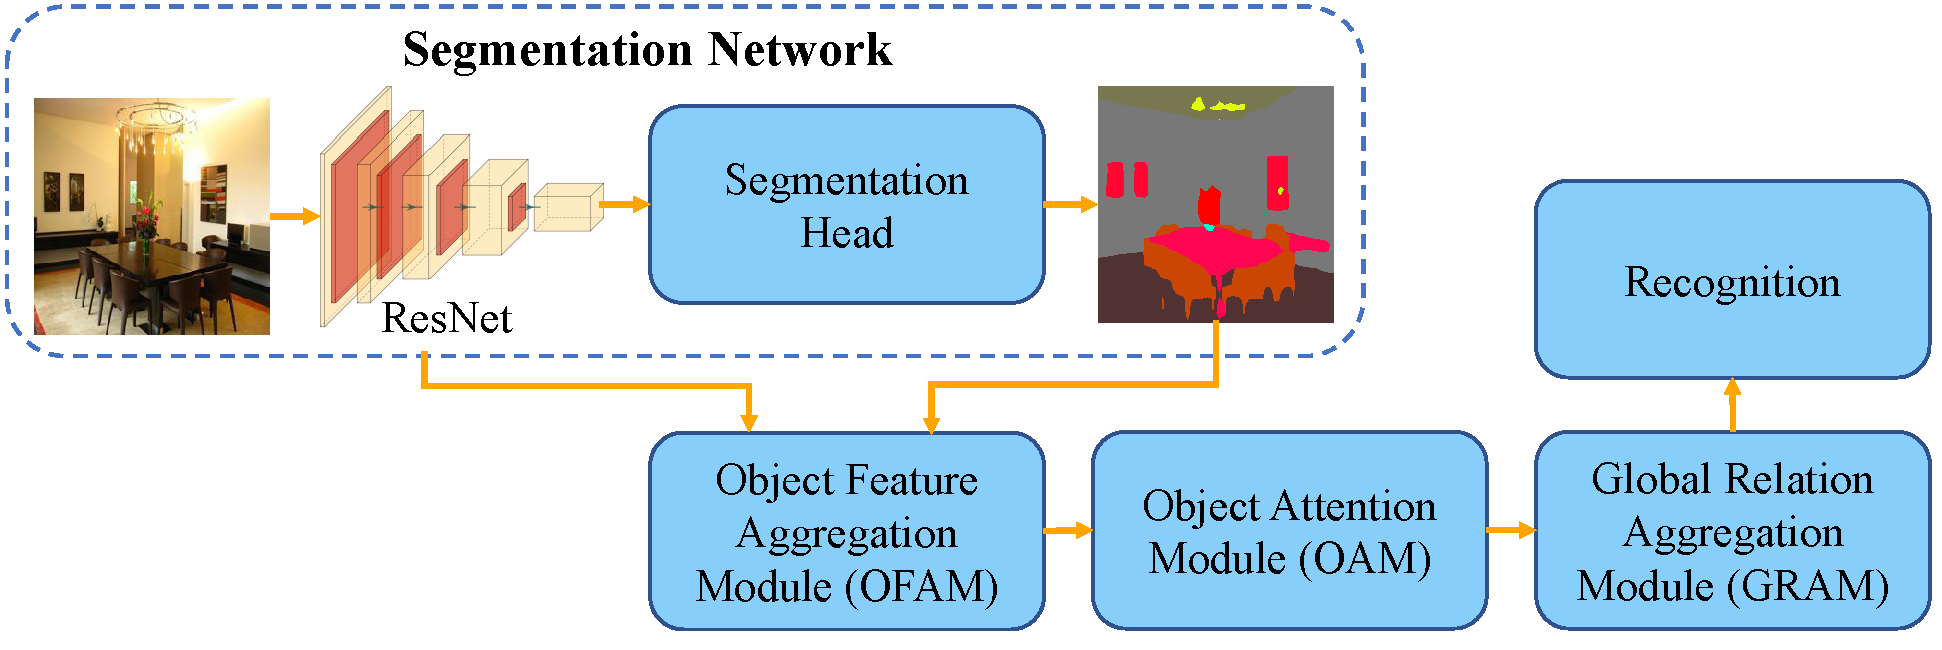 Segmentation Network
ResNet
Segmentation
Head
Object Feature
Aggregation
Module (OFAM)
Object Attention
Module (OAM)
Global Relation
Aggregation
Module (GRAM)
Recognition